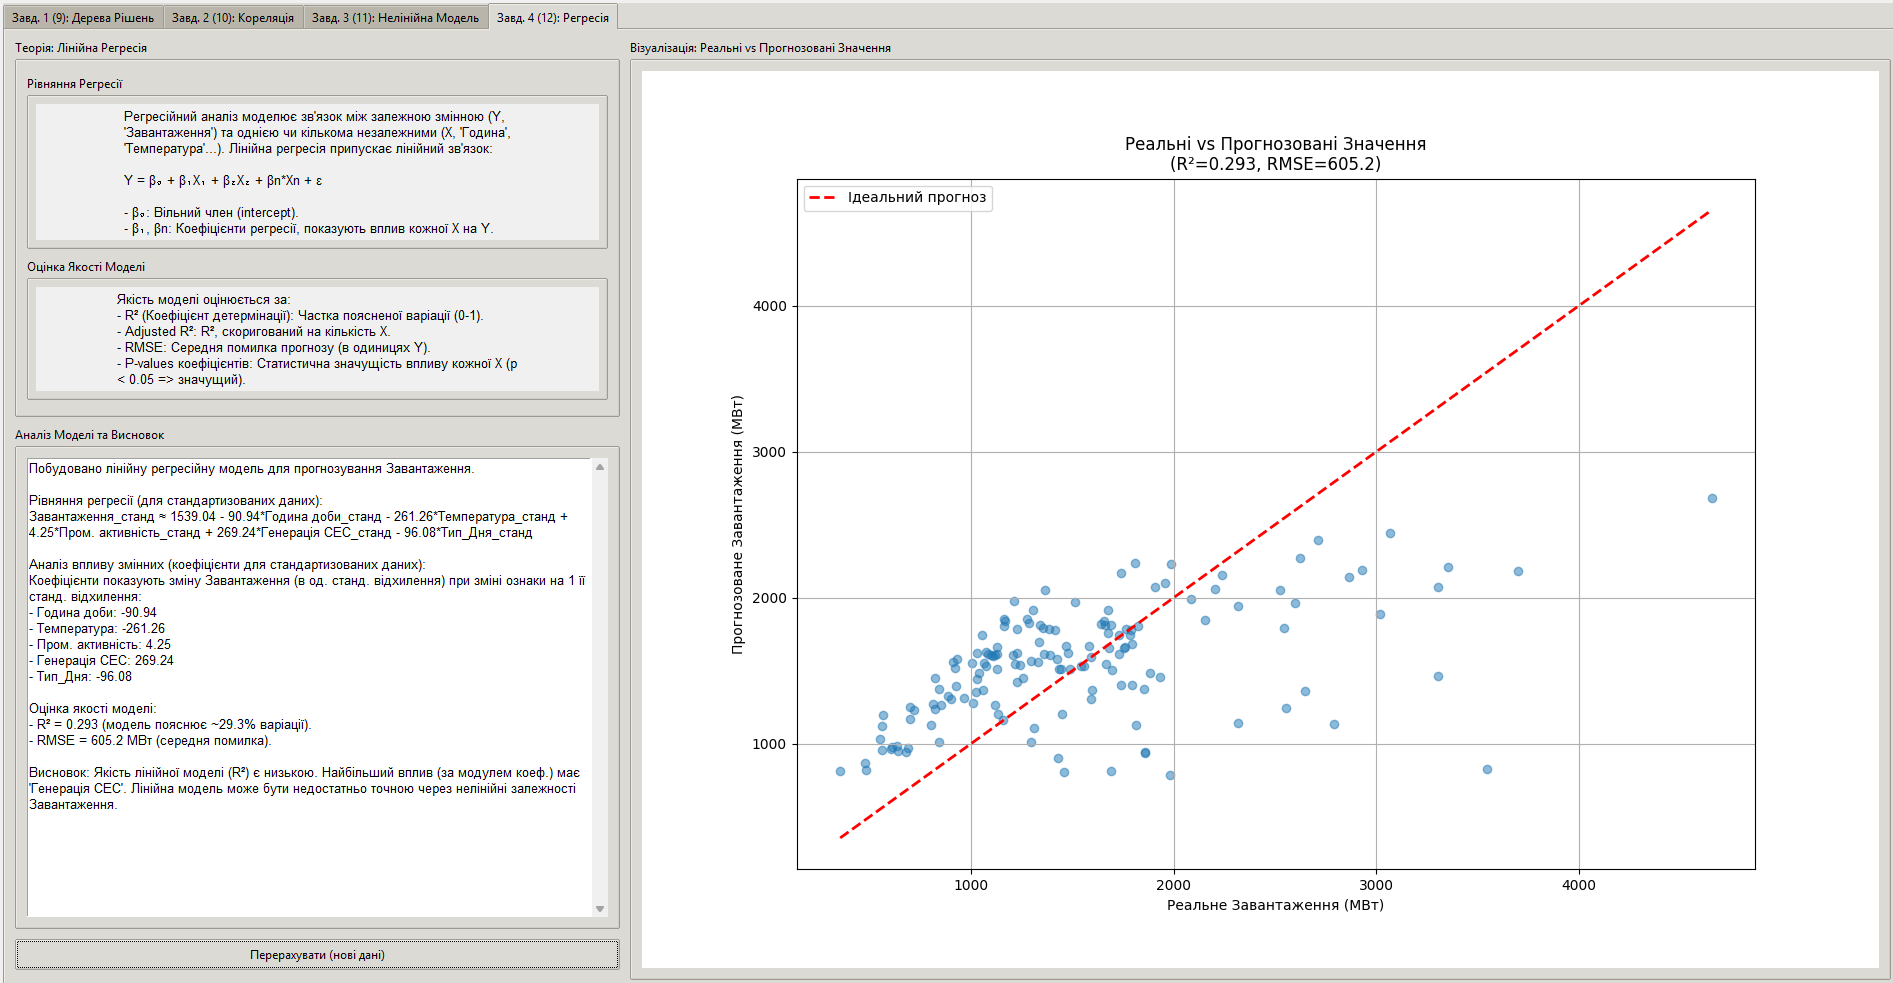 Завд. 1 (9): Дерева Рішень
Завд. 2 (10): Кореляція
Завд. 3 (11): Нелінійна Модель
Завд. 4 (12): Регресія
Теорія: Лінійна Регресія
Рівняння Регресії
Регресійний аналіз моделює зв'язок між залежною змінною (Y,
'Завантаження') та однією чи кількома незалежними (X, 'Година',
'Температура'...). Лінійна регресія припускає лінійний зв'язок:
Y = β₀ + β₁X₁ + β₂X₂ + βn*Xn + ε
- β₀: Вільний член (intercept).
- β₁, βn: Коефіцієнти регресії, показують вплив кожної X на Y.
Оцінка Якості Моделі
Якість моделі оцінюється за:
- R² (Коефіцієнт детермінації): Частка поясненої варіації (0-1).
- Adjusted R²: R², скоригований на кількість X.
- RMSE: Середня помилка прогнозу (в одиницях Y).
- P-values коефіцієнтів: Статистична значущість впливу кожної X (p
< 0.05 => значущий).
Аналіз Моделі та Висновок
Побудовано лінійну регресійну модель для прогнозування Завантаження.
Рівняння регресії (для стандартизованих даних):
Завантаження_станд ≈ 1539.04 - 90.94*Година доби_станд - 261.26*Температура_станд +
4.25*Пром. активність_станд + 269.24*Генерація СЕС_станд - 96.08*Тип_Дня_станд
Аналіз впливу змінних (коефіцієнти для стандартизованих даних):
Коефіцієнти показують зміну Завантаження (в од. станд. відхилення) при зміні ознаки на 1 її
станд. відхилення:
- Година доби: -90.94
- Температура: -261.26
- Пром. активність: 4.25
- Генерація СЕС: 269.24
- Тип_Дня: -96.08
Оцінка якості моделі:
- R² = 0.293 (модель пояснює ~29.3% варіації).
- RMSE = 605.2 МВт (середня помилка).
Висновок: Якість лінійної моделі (R²) є низькою. Найбільший вплив (за модулем коеф.) має
'Генерація СЕС'. Лінійна модель може бути недостатньо точною через нелінійні залежності
Завантаження.
Перерахувати (нові дані)
Візуалізація: Реальні vs Прогнозовані Значення
Реальні vs Прогнозовані Значення
(R²=0.293, RMSE=605.2)
Ідеальний прогноз
Прогнозоване Завантаження (МВт)
4000
3000
2000
1000
1000
2000
3000
4000
Реальне Завантаження (МВт)